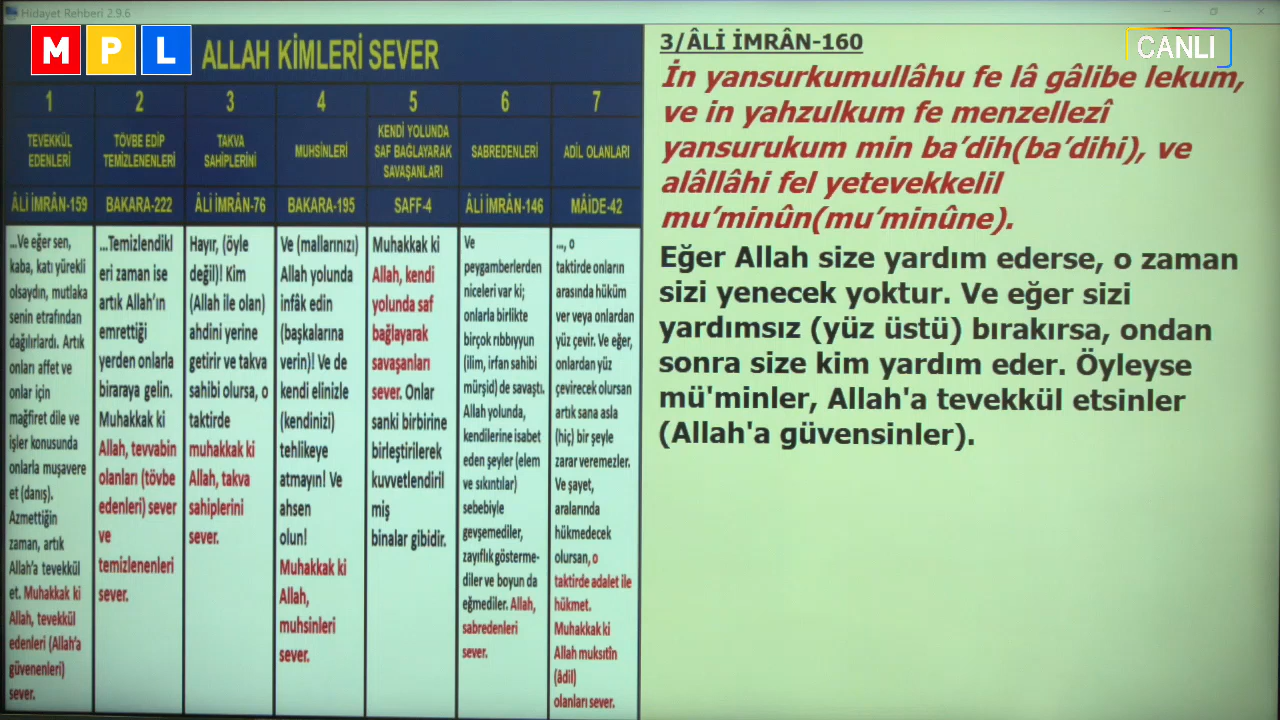 Hidayet Rehberi 2.9.6
MPL
CANLI
ALLAH KİMLERİ SEVER
1
TEVEKKÜL
EDENLERİ
ÂLİ İMRÂN-159
...Ve eğer sen,
kaba, katı yürekli
olsaydın, mutlaka
senin etrafından
dağılırlardı. Artık
onları affet ve
onlar için
mağfiret dile ve
işler konusunda
onlarla muşavere
et (danış).
Azmettiğin
zaman, artık
Allah'a tevekkül
et. Muhakkak ki
Allah, tevekkül
edenleri (Allah'a
güvenenleri)
sever.
2
TÖVBE EDİP
TEMİZLENENLERİ
BAKARA-222
...Temizlendikl
eri zaman ise
artık Allah'ın
emrettiği
yerden onlarla
biraraya gelin.
Muhakkak ki
Allah, tevvabin
olanları (tövbe
edenleri) sever
ve
temizlenenleri
sever.
3
TAKVA
SAHİPLERİNİ
ÂLİ İMRÂN-76
Hayır, (öyle
değil)! Kim
(Allah ile olan)
ahdini yerine
getirir ve takva
sahibi olursa, o
taktirde
muhakkak ki
Allah, takva
sahiplerini
sever.
4
MUHSİNLERİ
BAKARA-195
Ve (mallarınızı)
Allah yolunda
infâk edin
(başkalarına
verin)! Ve de
kendi elinizle
(kendinizi)
tehlikeye
atmayın! Ve
ahsen
olun!
Muhakkak ki
Allah,
muhsinleri
sever.
5
KENDİ YOLUNDA
SAF BAĞLAYARAK
SAVAŞANLARI
SAFF-4
Muhakkak ki
Allah, kendi
yolunda saf
bağlayarak
savaşanları
sever. Onlar
sanki birbirine
birleştirilerek
kuvvetlendiril
miş
binalar gibidir.
6
SABREDENLERİ
ÂLİ İMRÂN-146
Ve
peygamberlerden
niceleri var ki;
onlarla birlikte
birçok rıbbıyyun
(ilim, irfan sahibi
mürşid) de savaştı.
Allah yolunda,
kendilerine isabet
eden şeyler (elem
ve sıkıntılar)
sebebiyle
gevşemediler,
zayıflık gösterme-
diler ve boyun da
eğmediler. Allah,
sabredenleri
sever.
7
ADİL OLANLARI
MÂİDE-42
..., o
taktirde onların
arasında hüküm
ver veya onlardan
yüz çevir. Ve eğer,
onlardan yüz
çevirecek olursan
artık sana asla
(hiç) bir şeyle
zarar veremezler.
Ve şayet,
aralarında
hükmedecek
olursan, o
taktirde adalet ile
hükmet.
Muhakkak ki
Allah muksıtîn
(âdil)
olanları sever.
3/ÂLİ İMRÂN-160
İn yansurkumullâhu fe lâ gâlibe lekum,
ve in yahzulkum fe menzellezî
yansurukum min ba'dih(ba'dihi), ve
alâllâhi fel yetevekkelil
mu'minûn(mu'minûne).
Eğer Allah size yardım ederse, o zaman
sizi yenecek yoktur. Ve eğer sizi
yardımsız (yüz üstü) bırakırsa, ondan
sonra size kim yardım eder. Öyleyse
mü'minler, Allah'a tevekkül etsinler
(Allah'a güvensinler).